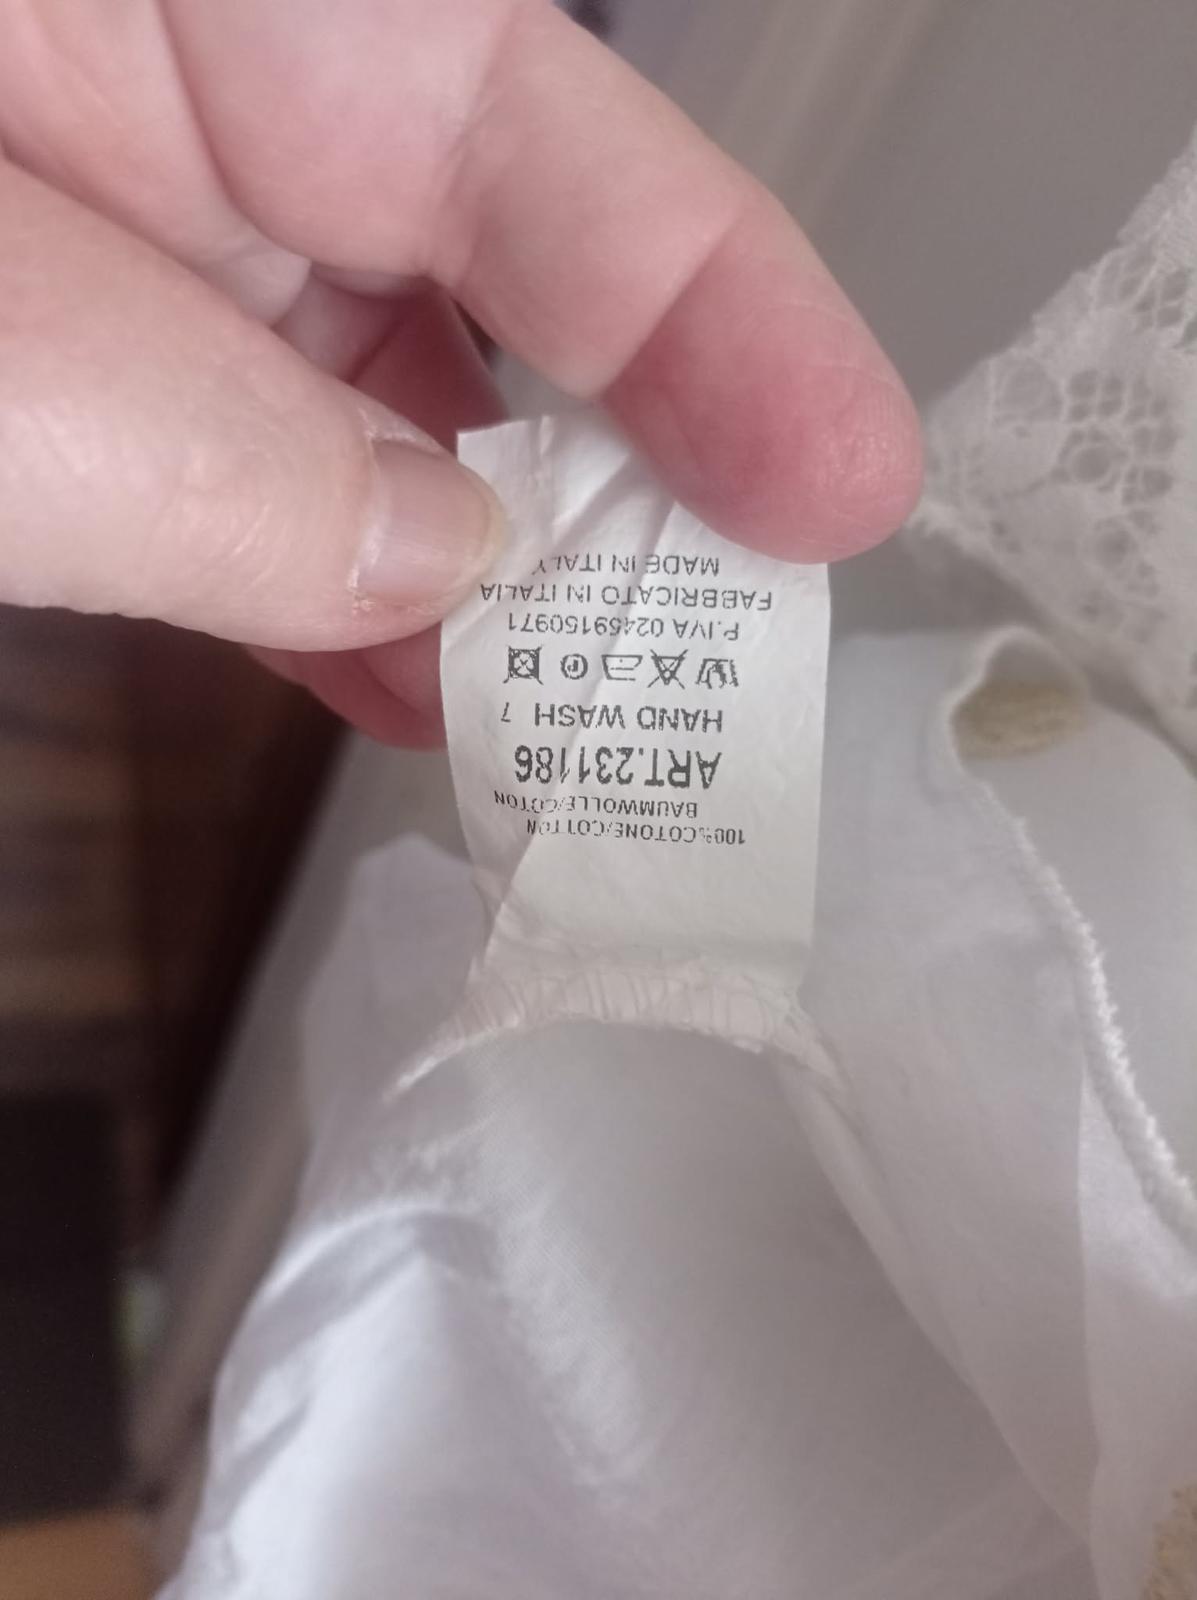 100%COTONE/COTTON
BAUMWOLLE/COTON
ART.231186
HAND WASH 7
P.IVA 02459150971
FABBRICATO IN ITALIA
MADE IN ITALY